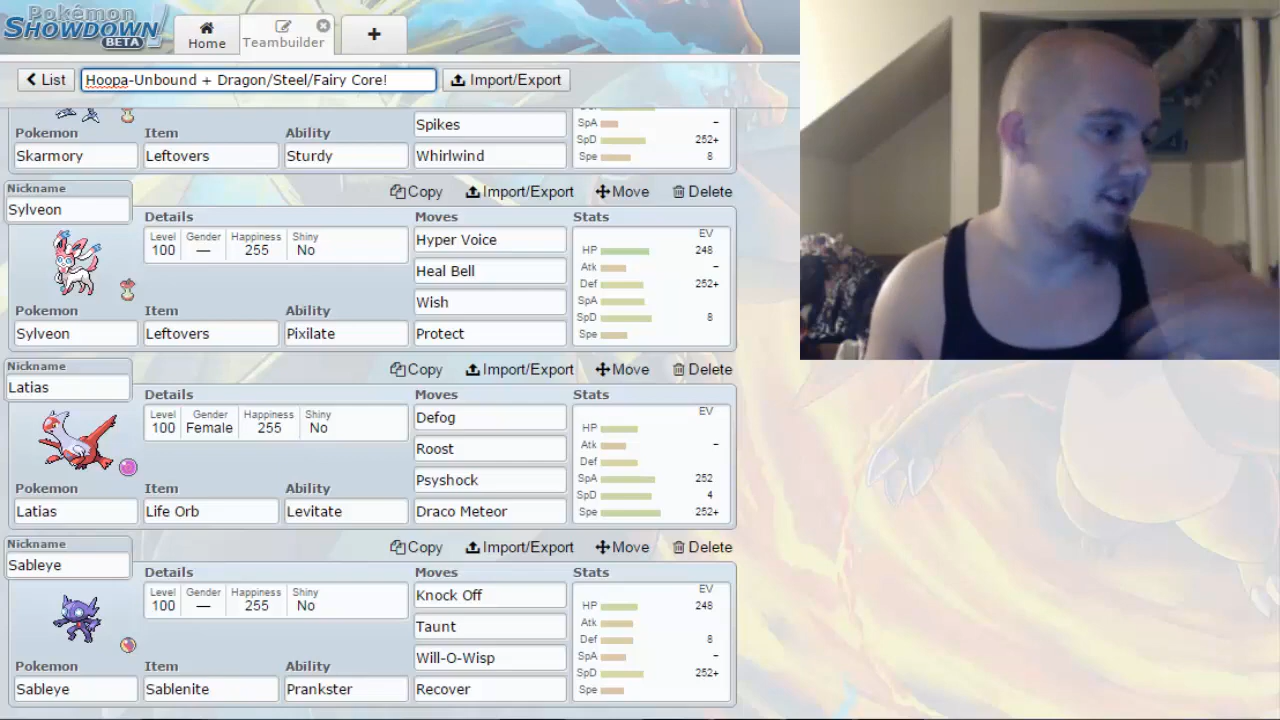 Pokémon
SHOWDOWN!
BETA
Home
Teambuilder
+
List
Hoopa-Unbound + Dragon/Steel/Fairy Core!
Import/Export
Pokemon Item Ability
Skarmory Leftovers Sturdy
Spikes
Whirlwind
SpA –
SpD 252+
Spe 8
Nickname
Sylveon
Copy Import/Export Move Delete
Details Moves Stats
Level Gender Happiness Shiny
100 — 255 No
Hyper Voice
Heal Bell
Wish
Protect
EV
HP 248
Atk –
Def 252+
SpA
SpD 8
Spe
Pokemon Item Ability
Sylveon Leftovers Pixilate
Nickname
Latias
Copy Import/Export Move Delete
Details Moves Stats
Level Gender Happiness Shiny
100 Female 255 No
Defog
Roost
Psyshock
Draco Meteor
EV
HP
Atk –
Def
SpA 252
SpD 4
Spe 252+
Pokemon Item Ability
Latias Life Orb Levitate
Nickname
Sableye
Copy Import/Export Move Delete
Details Moves Stats
Level Gender Happiness Shiny
100 — 255 No
Knock Off
Taunt
Will-O-Wisp
Recover
EV
HP 248
Atk
Def 8
SpA –
SpD 252+
Spe
Pokemon Item Ability
Sableye Sablenite Prankster